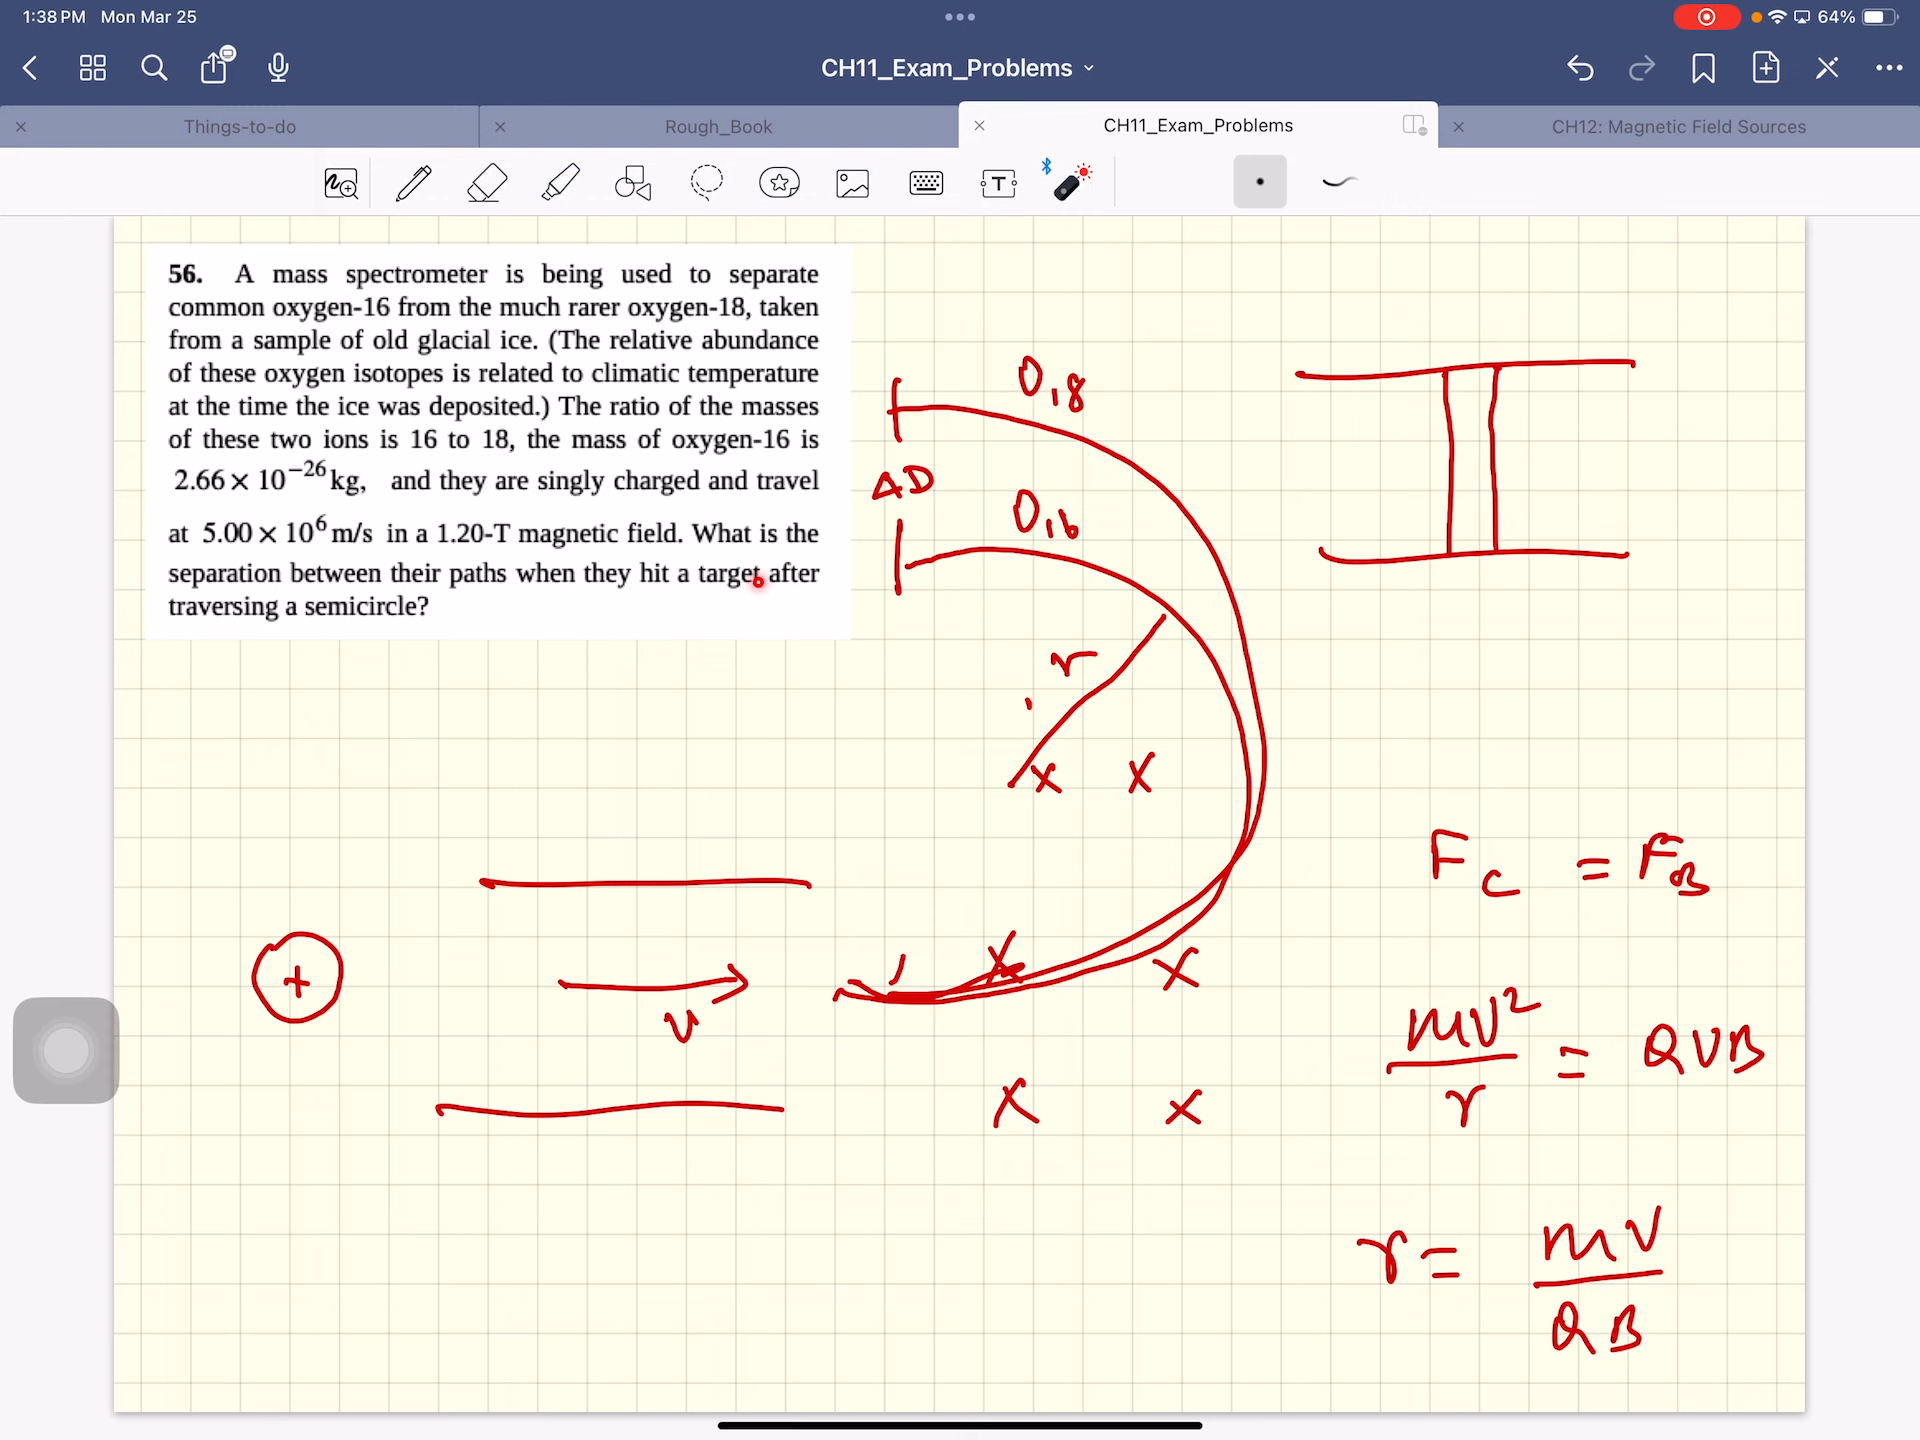 1:38 PM Mon Mar 25
64%
CH11_Exam_Problems
Things-to-do
Rough_Book
CH11_Exam_Problems
CH12: Magnetic Field Sources
T
56. A mass spectrometer is being used to separate
common oxygen-16 from the much rarer oxygen-18, taken
from a sample of old glacial ice. (The relative abundance
of these oxygen isotopes is related to climatic temperature
at the time the ice was deposited.) The ratio of the masses
of these two ions is 16 to 18, the mass of oxygen-16 is
2.66 × 10⁻²⁶ kg, and they are singly charged and travel
at 5.00 × 10⁶ m/s in a 1.20-T magnetic field. What is the
separation between their paths when they hit a target after
traversing a semicircle?
O₁₈
ΔD
O₁₆
r
x x
F_C = F_B
+
v
x x
mv²/r = QVB
x x
r = mv/QB